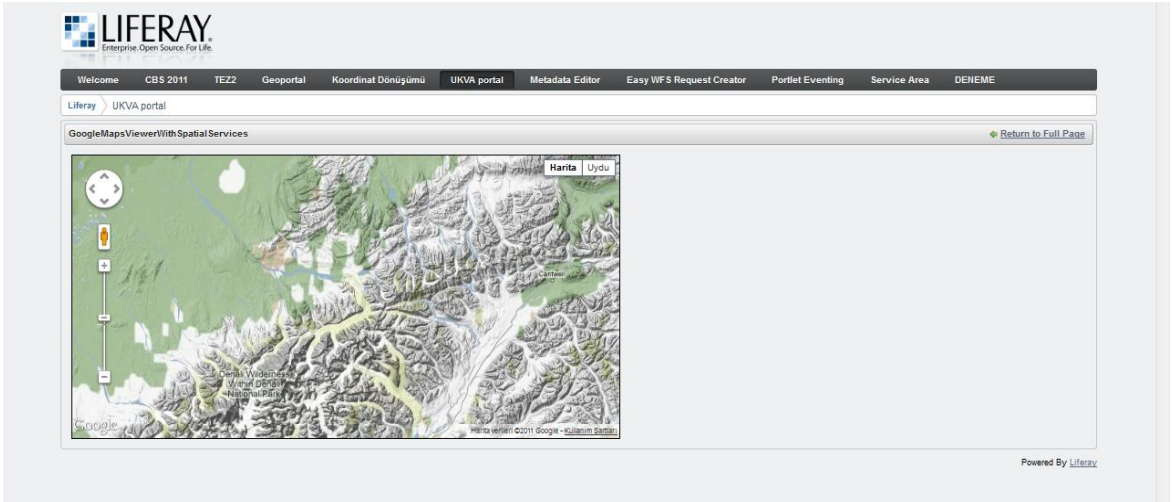 LIFERAY.
Enterprise. Open Source. For Life.
Welcome CBS 2011 TEZ2 Geoportal Koordinat Dönüşümü UKVA portal Metadata Editor Easy WFS Request Creator Portlet Eventing Service Area DENEME
Liferay UKVA portal
GoogleMapsViewerWithSpatialServices Return to Full Page
Harita Uydu
Cantwell
Denali Wilderness
Within Denali
National Park
Google
Harita verileri ©2011 Google - Kullanım Şartları
Powered By Liferay